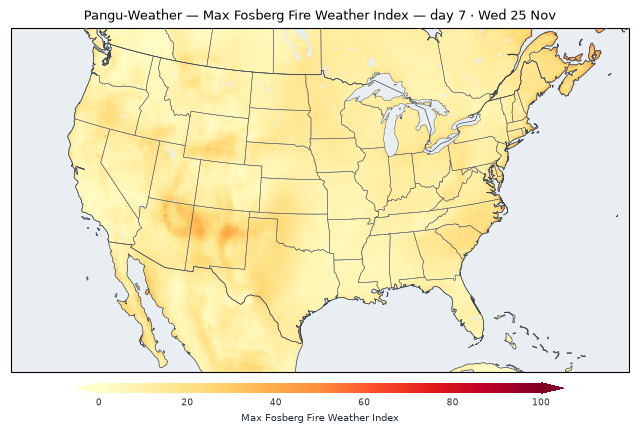 Pangu-Weather — Max Fosberg Fire Weather Index — day 7 · Wed 25 Nov
0 20 40 60 80 100
Max Fosberg Fire Weather Index